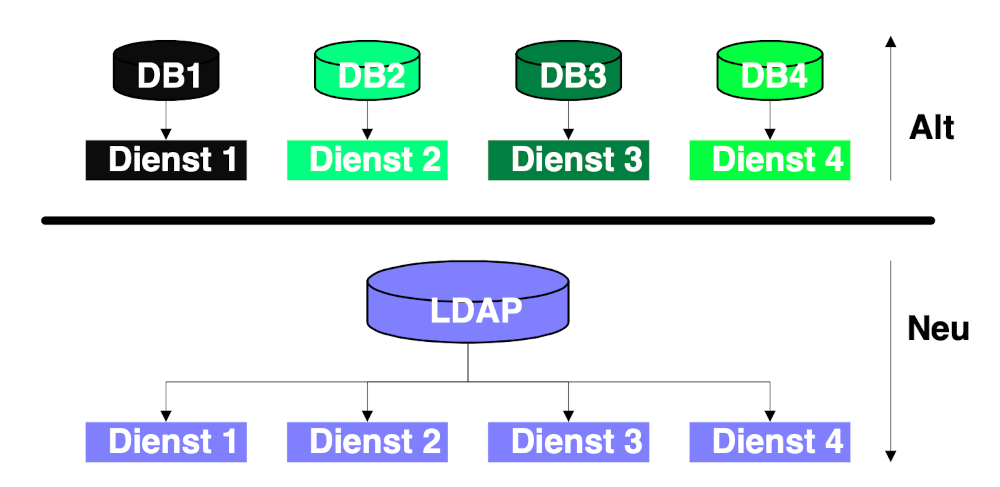 DB1 DB2 DB3 DB4
Dienst 1 Dienst 2 Dienst 3 Dienst 4
Alt
LDAP
Neu
Dienst 1 Dienst 2 Dienst 3 Dienst 4